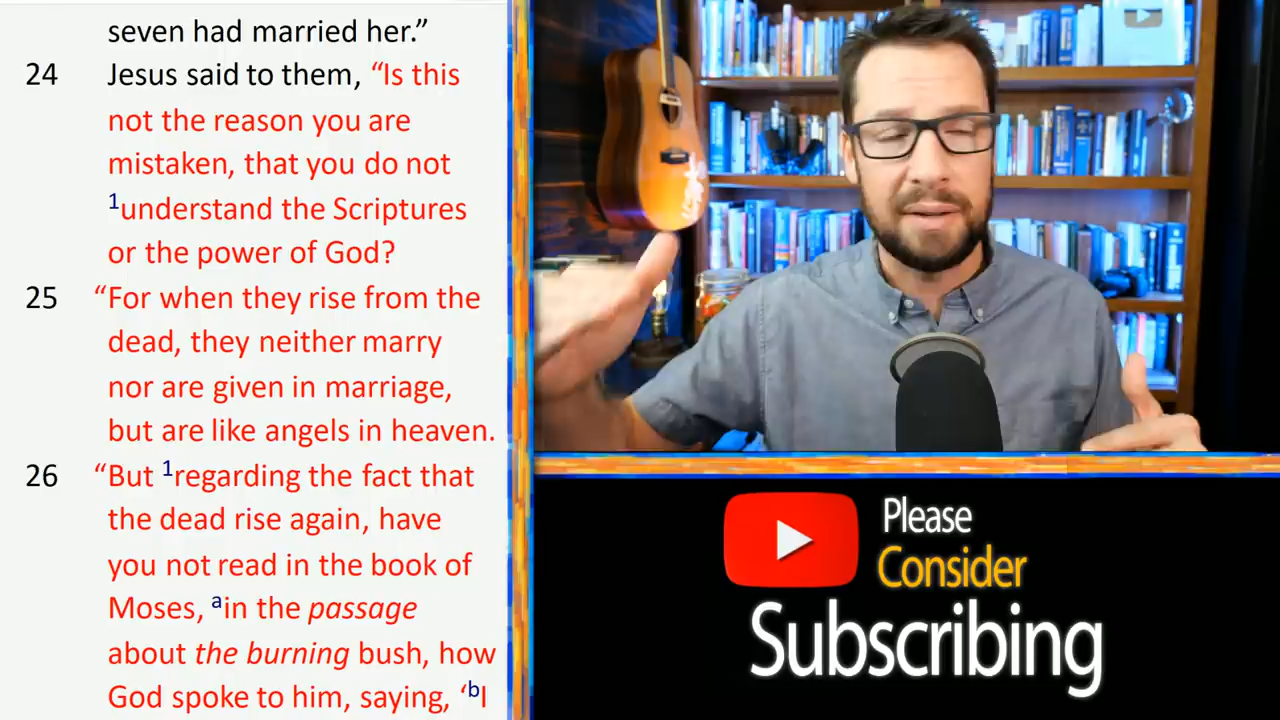 seven had married her.”
24 Jesus said to them, “Is this
not the reason you are
mistaken, that you do not
1understand the Scriptures
or the power of God?
25 “For when they rise from the
dead, they neither marry
nor are given in marriage,
but are like angels in heaven.
26 “But 1regarding the fact that
the dead rise again, have
you not read in the book of
Moses, ain the passage
about the burning bush, how
God spoke to him, saying, ‘bI
Please
Consider
Subscribing